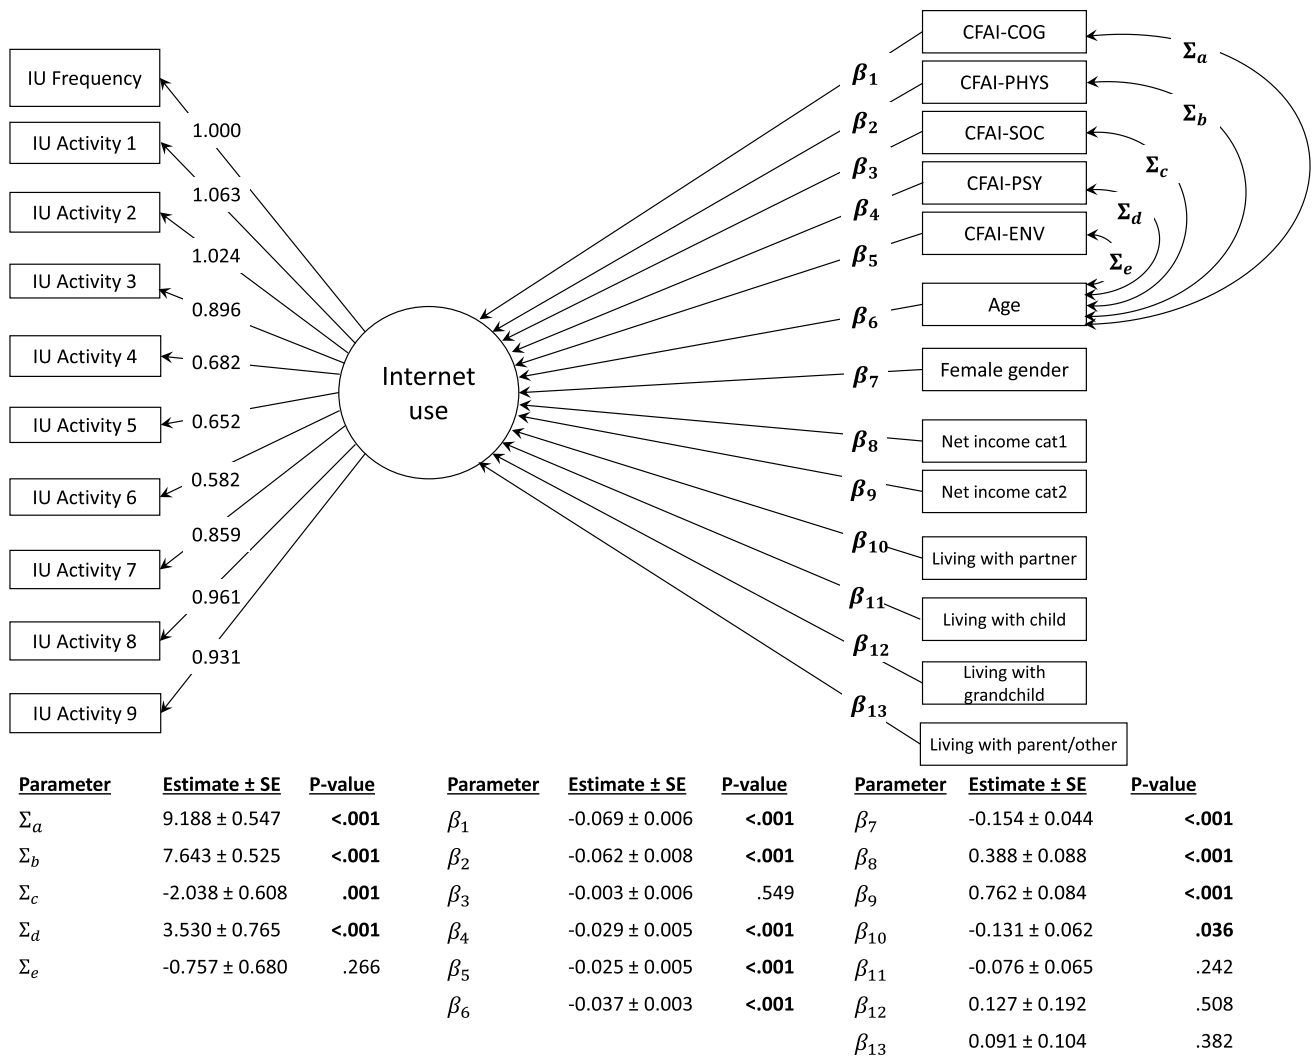 IU Frequency
IU Activity 1
IU Activity 2
IU Activity 3
IU Activity 4
IU Activity 5
IU Activity 6
IU Activity 7
IU Activity 8
IU Activity 9
1.000
1.063
1.024
0.896
0.682
0.652
0.582
0.859
0.961
0.931
Internet
use
β1
β2
β3
β4
β5
β6
β7
β8
β9
β10
β11
β12
β13
CFAI-COG
CFAI-PHYS
CFAI-SOC
CFAI-PSY
CFAI-ENV
Age
Female gender
Net income cat1
Net income cat2
Living with partner
Living with child
Living with
grandchild
Living with parent/other
Σa
Σb
Σc
Σd
Σe
Parameter Estimate ± SE P-value
Σa 9.188 ± 0.547 <.001
Σb 7.643 ± 0.525 <.001
Σc -2.038 ± 0.608 .001
Σd 3.530 ± 0.765 <.001
Σe -0.757 ± 0.680 .266
Parameter Estimate ± SE P-value
β1 -0.069 ± 0.006 <.001
β2 -0.062 ± 0.008 <.001
β3 -0.003 ± 0.006 .549
β4 -0.029 ± 0.005 <.001
β5 -0.025 ± 0.005 <.001
β6 -0.037 ± 0.003 <.001
Parameter Estimate ± SE P-value
β7 -0.154 ± 0.044 <.001
β8 0.388 ± 0.088 <.001
β9 0.762 ± 0.084 <.001
β10 -0.131 ± 0.062 .036
β11 -0.076 ± 0.065 .242
β12 0.127 ± 0.192 .508
β13 0.091 ± 0.104 .382